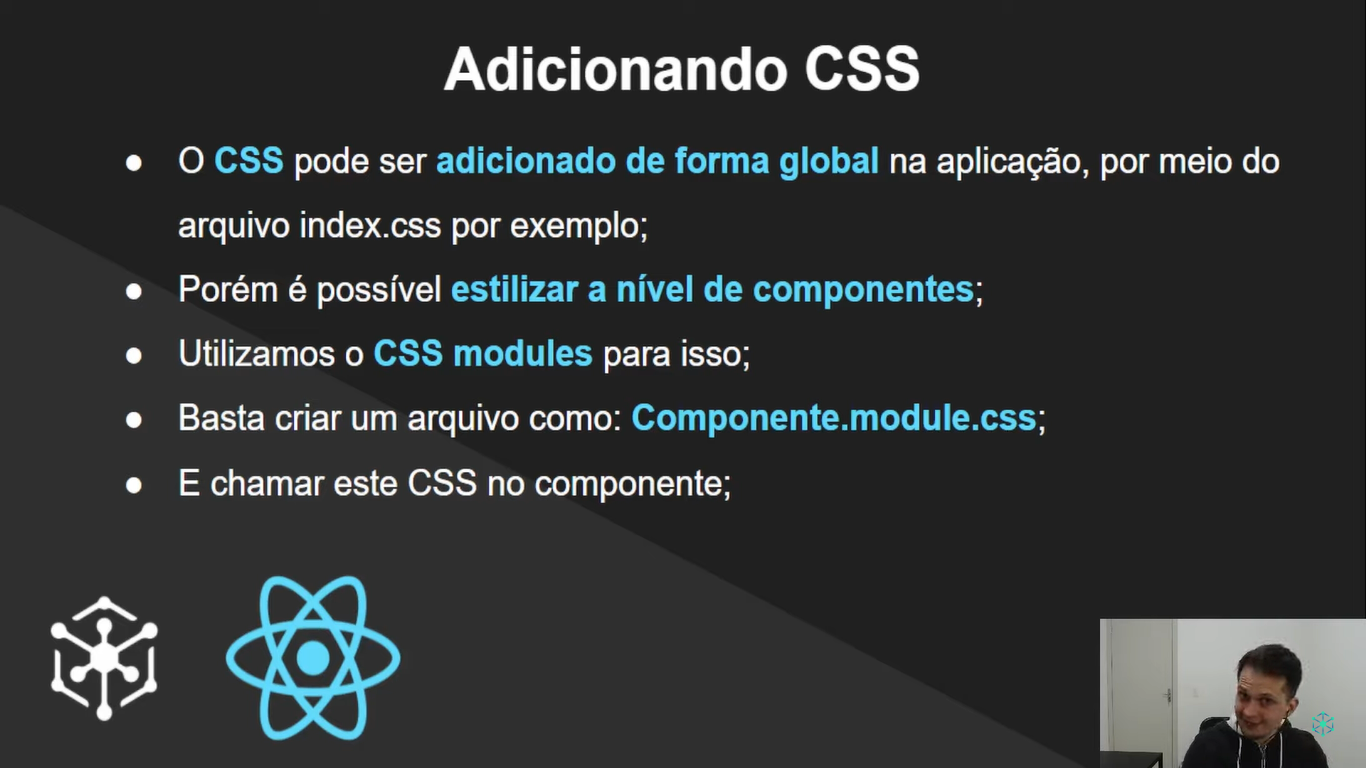 Adicionando CSS
● O CSS pode ser adicionado de forma global na aplicação, por meio do
arquivo index.css por exemplo;
● Porém é possível estilizar a nível de componentes;
● Utilizamos o CSS modules para isso;
● Basta criar um arquivo como: Componente.module.css;
● E chamar este CSS no componente;